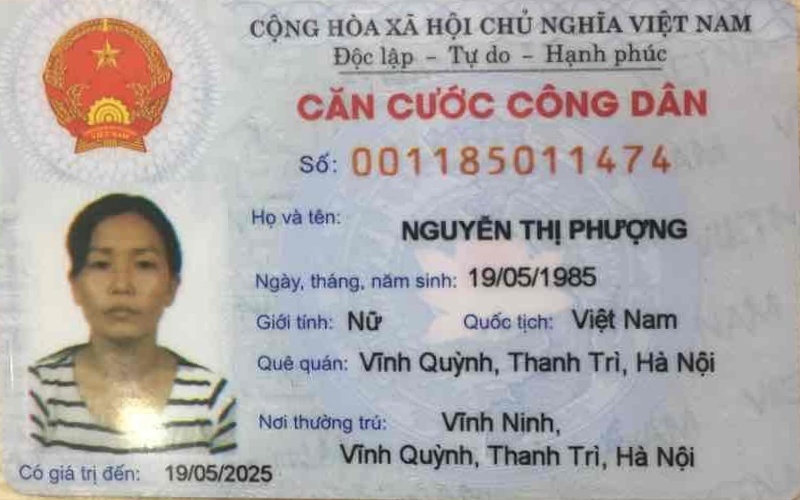 CỘNG HÒA XÃ HỘI CHỦ NGHĨA VIỆT NAM
Độc lập - Tự do - Hạnh phúc
CĂN CƯỚC CÔNG DÂN
Số: 001185011474
Họ và tên: NGUYỄN THỊ PHƯỢNG
Ngày, tháng, năm sinh: 19/05/1985
Giới tính: Nữ Quốc tịch: Việt Nam
Quê quán: Vĩnh Quỳnh, Thanh Trì, Hà Nội
Nơi thường trú: Vĩnh Ninh,
Vĩnh Quỳnh, Thanh Trì, Hà Nội
Có giá trị đến: 19/05/2025